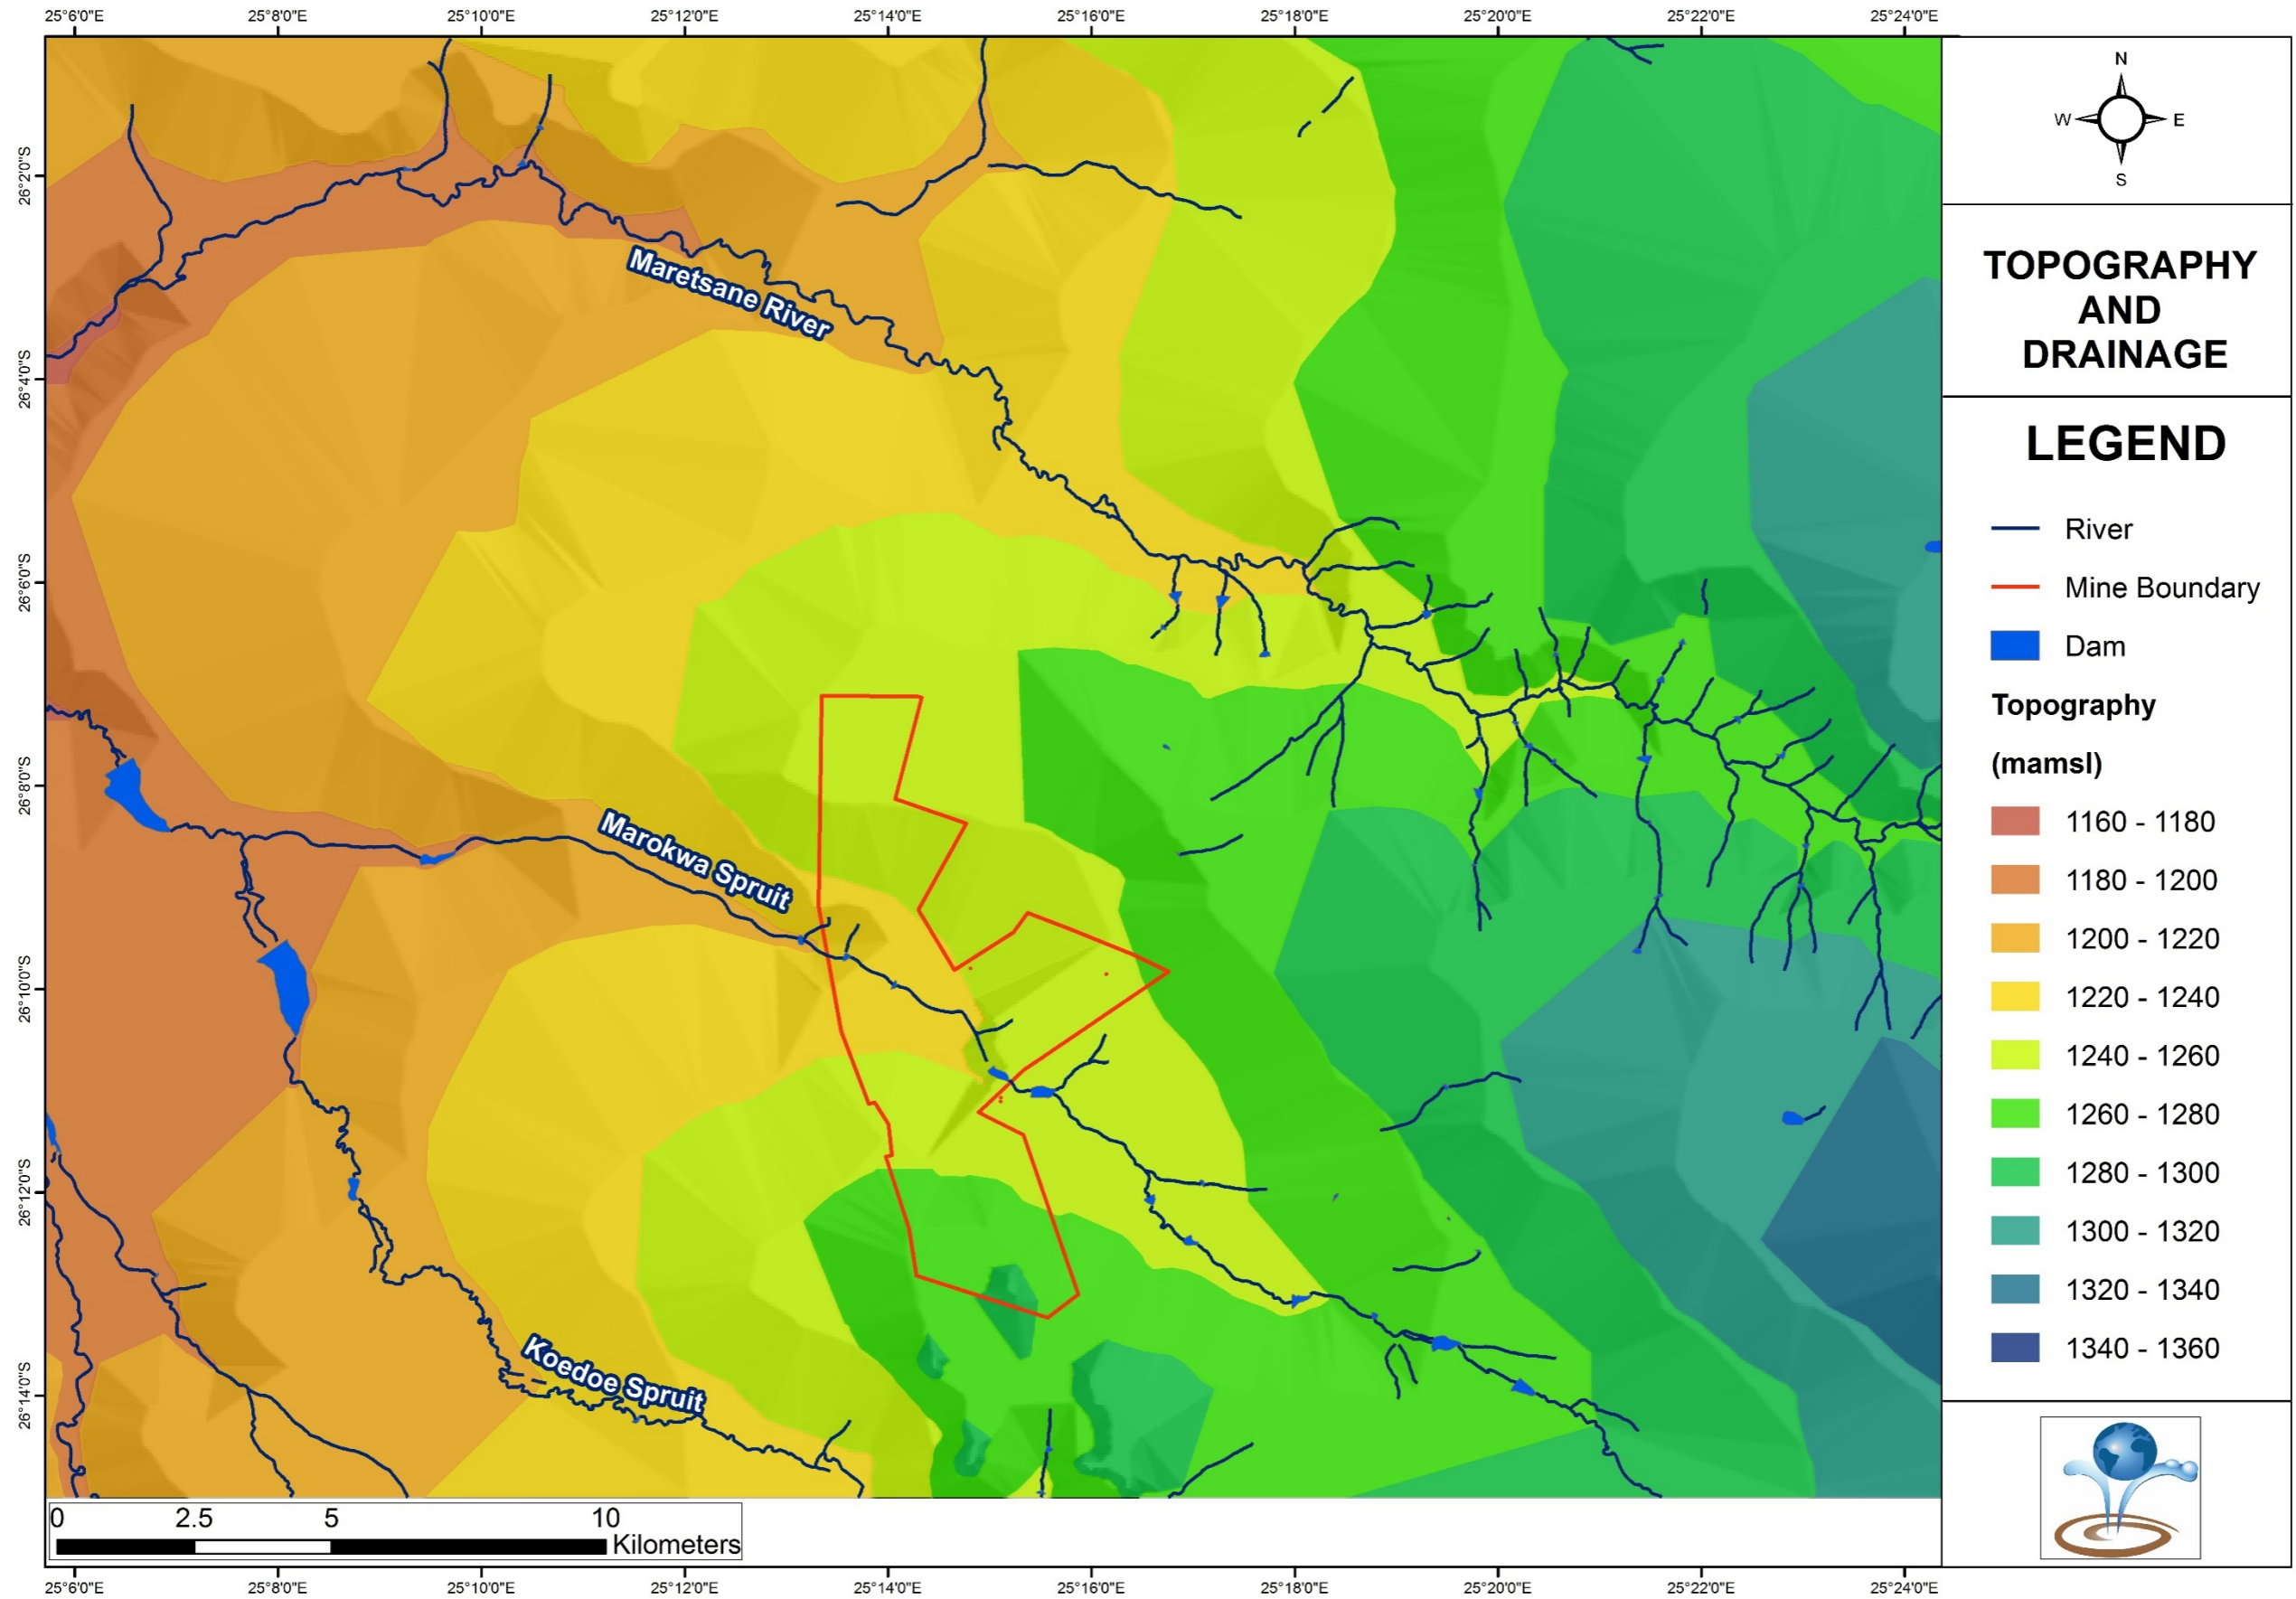 25°6'0"E 25°8'0"E 25°10'0"E 25°12'0"E 25°14'0"E 25°16'0"E 25°18'0"E 25°20'0"E 25°22'0"E 25°24'0"E
26°2'0"S
26°4'0"S
26°6'0"S
26°8'0"S
26°10'0"S
26°12'0"S
26°14'0"S
Maretsane River
Marokwa Spruit
Koedoe Spruit
0 2.5 5 10
Kilometers
25°6'0"E 25°8'0"E 25°10'0"E 25°12'0"E 25°14'0"E 25°16'0"E 25°18'0"E 25°20'0"E 25°22'0"E 25°24'0"E
N
W E
S
TOPOGRAPHY
AND
DRAINAGE
LEGEND
River
Mine Boundary
Dam
Topography
(mamsl)
1160 - 1180
1180 - 1200
1200 - 1220
1220 - 1240
1240 - 1260
1260 - 1280
1280 - 1300
1300 - 1320
1320 - 1340
1340 - 1360